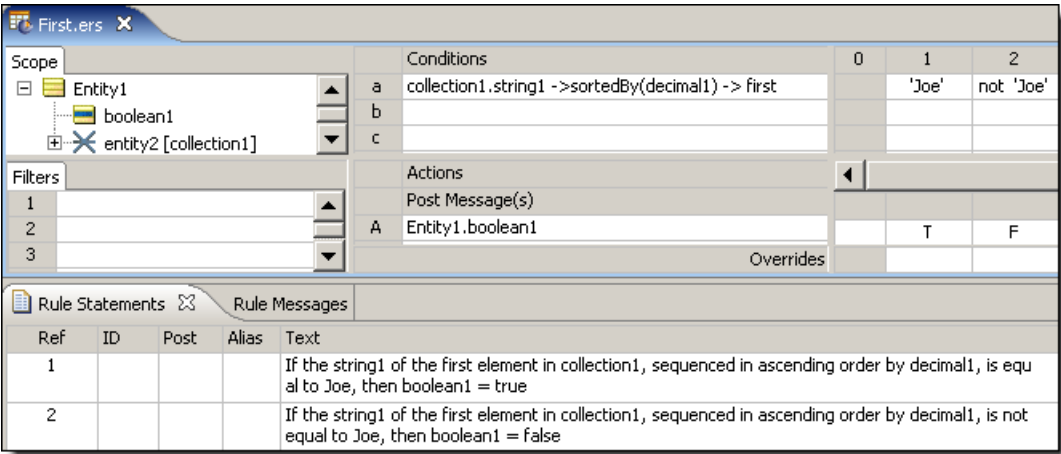 First.ers
Scope
Entity1
boolean1
entity2 [collection1]
Conditions 0 1 2
a collection1.string1 ->sortedBy(decimal1) -> first 'Joe' not 'Joe'
b
c
Filters
1
2
3
Actions
Post Message(s)
A Entity1.boolean1 T F
Overrides
Rule Statements Rule Messages
Ref ID Post Alias Text
1 If the string1 of the first element in collection1, sequenced in ascending order by decimal1, is equ
al to Joe, then boolean1 = true
2 If the string1 of the first element in collection1, sequenced in ascending order by decimal1, is not
equal to Joe, then boolean1 = false